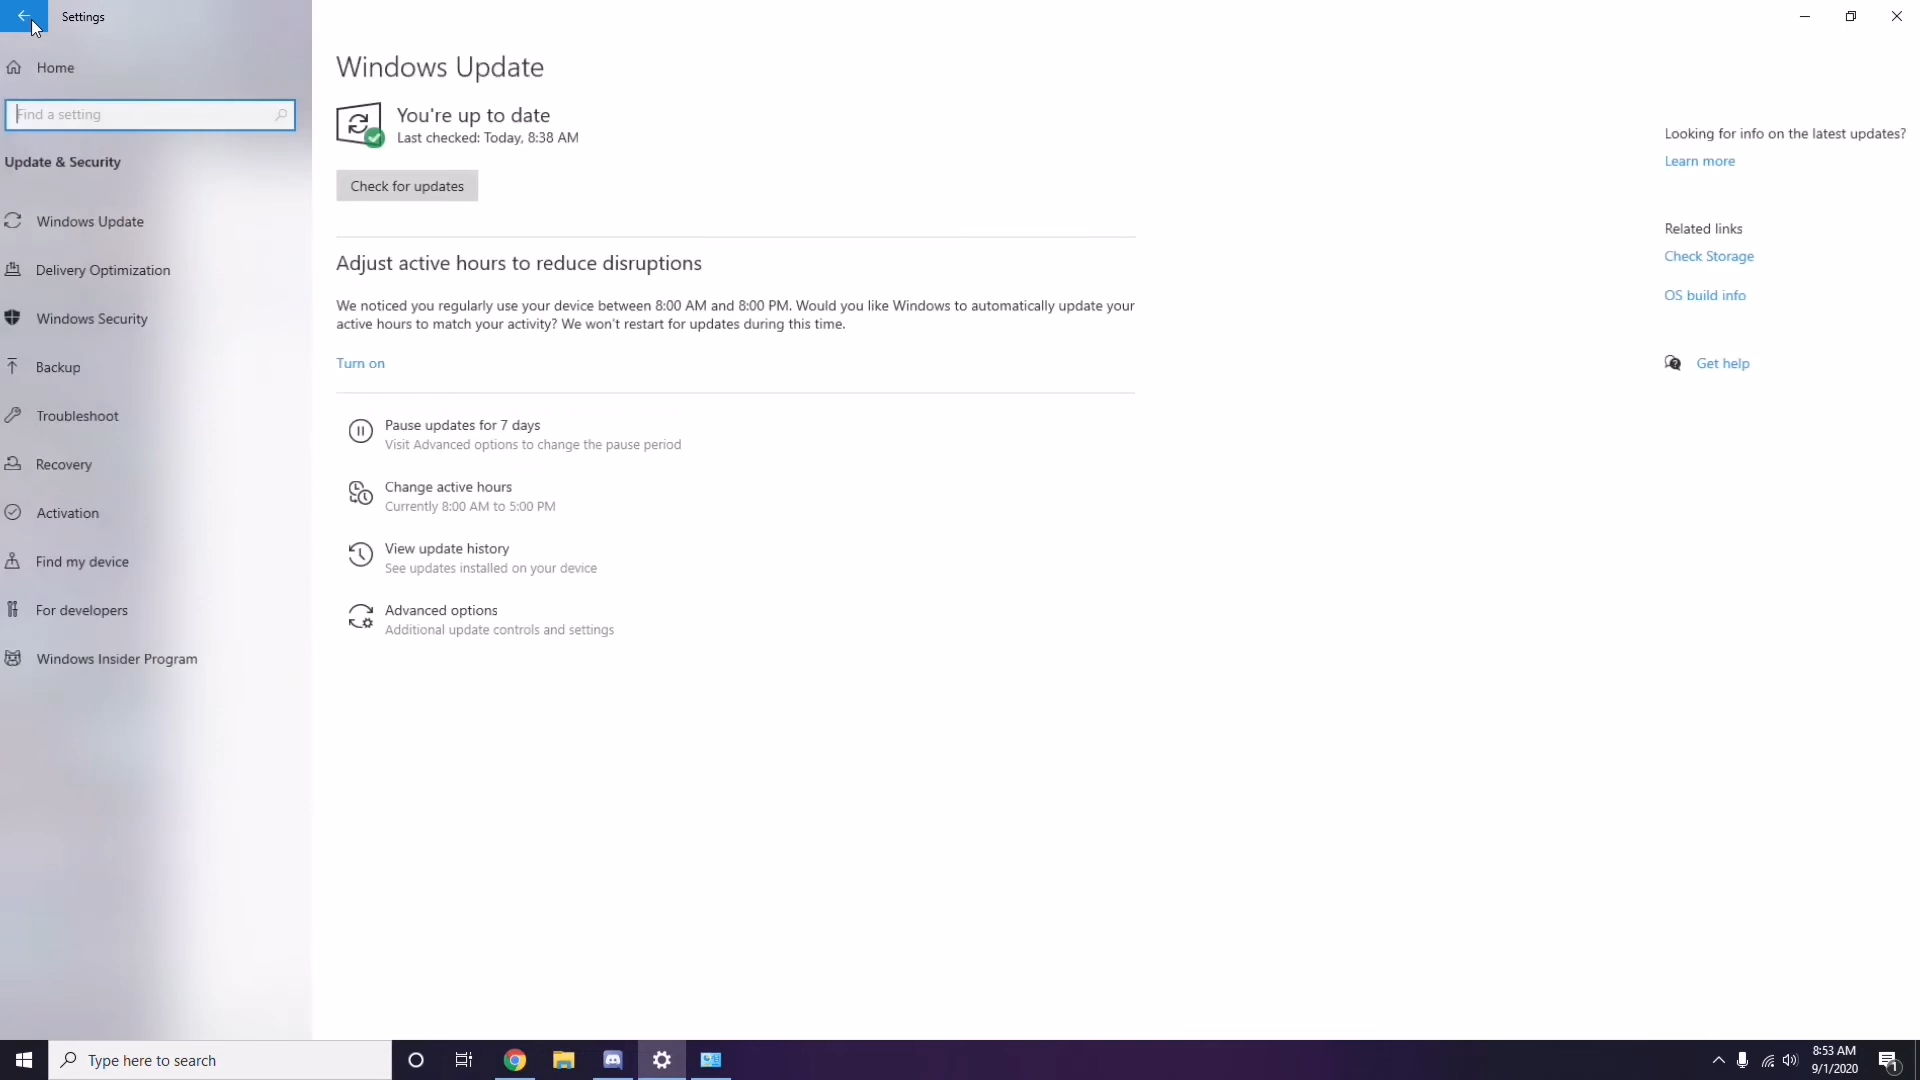 Settings
Home
Find a setting
Update & Security
Windows Update
Delivery Optimization
Windows Security
Backup
Troubleshoot
Recovery
Activation
Find my device
For developers
Windows Insider Program
Windows Update
You're up to date
Last checked: Today, 8:38 AM
Check for updates
Adjust active hours to reduce disruptions
We noticed you regularly use your device between 8:00 AM and 8:00 PM. Would you like Windows to automatically update your
active hours to match your activity? We won't restart for updates during this time.
Turn on
Pause updates for 7 days
Visit Advanced options to change the pause period
Change active hours
Currently 8:00 AM to 5:00 PM
View update history
See updates installed on your device
Advanced options
Additional update controls and settings
Looking for info on the latest updates?
Learn more
Related links
Check Storage
OS build info
Get help
Type here to search
8:53 AM
9/1/2020
1